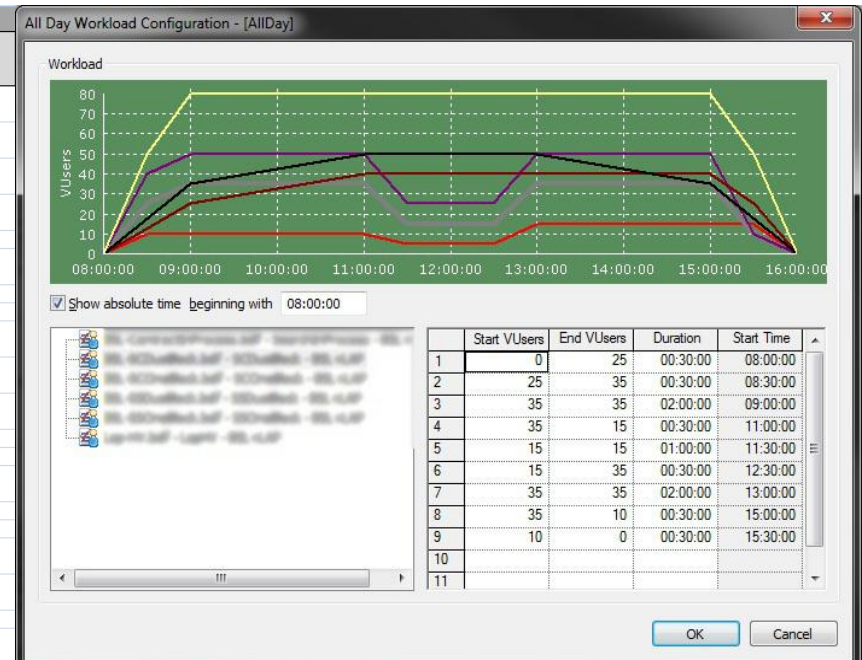 All Day Workload Configuration - [AllDay]
Workload
80
70
60
50
40
30
20
10
0
VUsers
08:00:00 09:00:00 10:00:00 11:00:00 12:00:00 13:00:00 14:00:00 15:00:00 16:00:00
Show absolute time beginning with 08:00:00
Start VUsers End VUsers Duration Start Time
1 0 25 00:30:00 08:00:00
2 25 35 00:30:00 08:30:00
3 35 35 02:00:00 09:00:00
4 35 15 00:30:00 11:00:00
5 15 15 01:00:00 11:30:00
6 15 35 00:30:00 12:30:00
7 35 35 02:00:00 13:00:00
8 35 10 00:30:00 15:00:00
9 10 0 00:30:00 15:30:00
10
11
OK Cancel